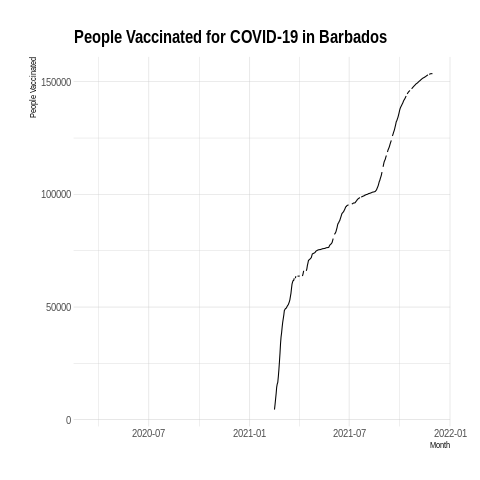 People Vaccinated for COVID-19 in Barbados
People Vaccinated
150000
100000
50000
0
2020-07 2021-01 2021-07 2022-01
Month